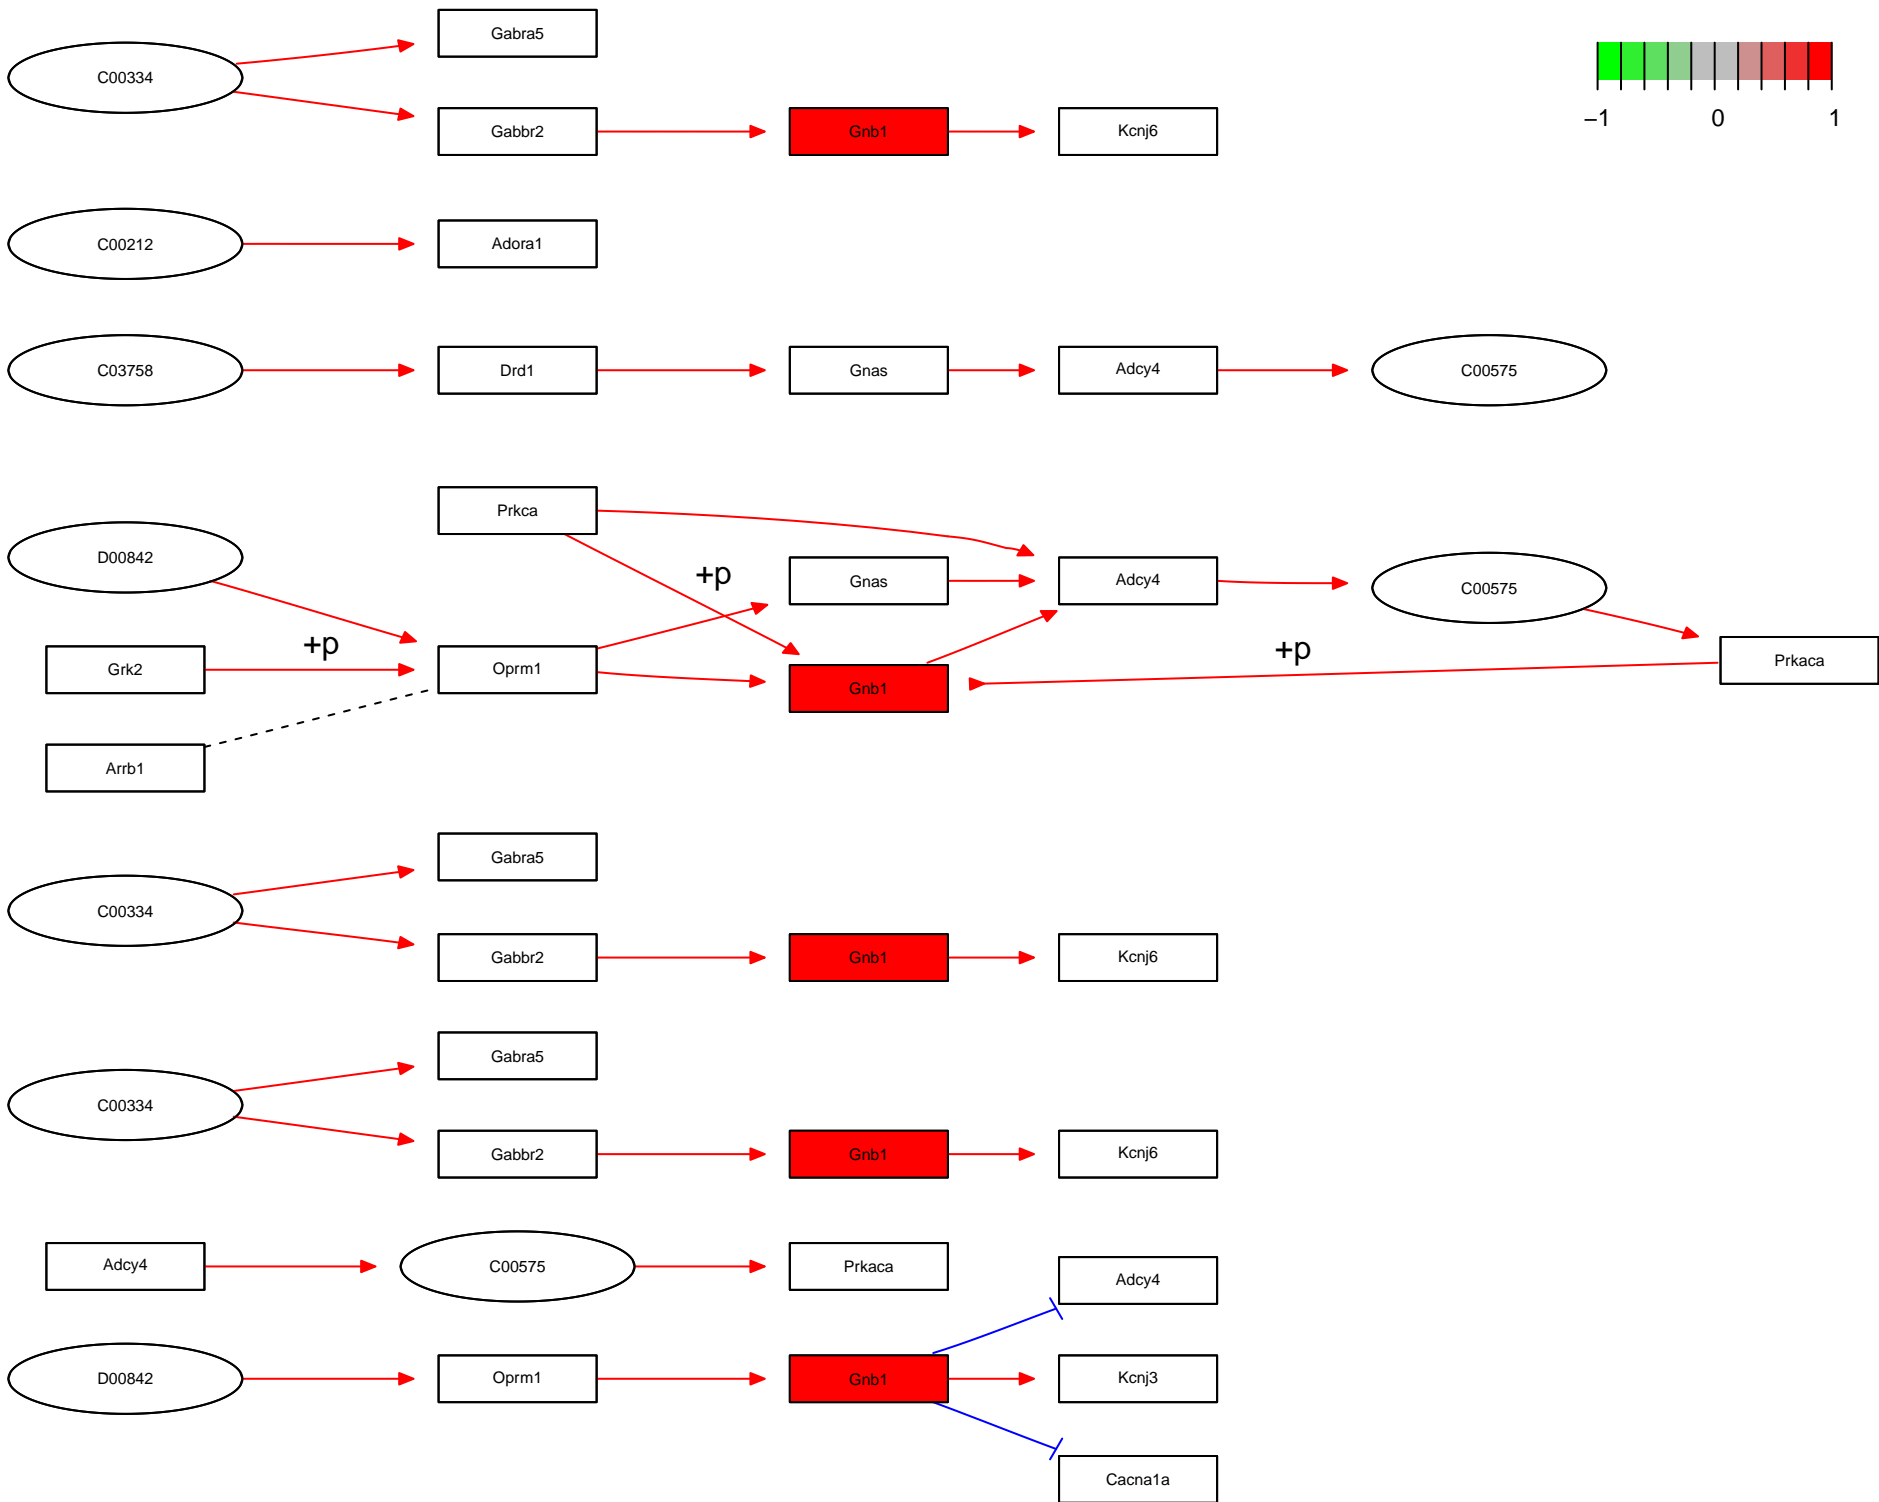 Gabra5
C00334
Gabbr2 Gnb1 Kcnj6
−1 0 1
C00212 Adora1
C03758 Drd1 Gnas Adcy4 C00575
Prkca
D00842 +p Gnas Adcy4 C00575
Grk2 +p Oprm1 Gnb1 +p Prkaca
Arrb1
Gabra5
C00334
Gabbr2 Gnb1 Kcnj6
Gabra5
C00334
Gabbr2 Gnb1 Kcnj6
Adcy4 C00575 Prkaca Adcy4
D00842 Oprm1 Gnb1 Kcnj3
Cacna1a